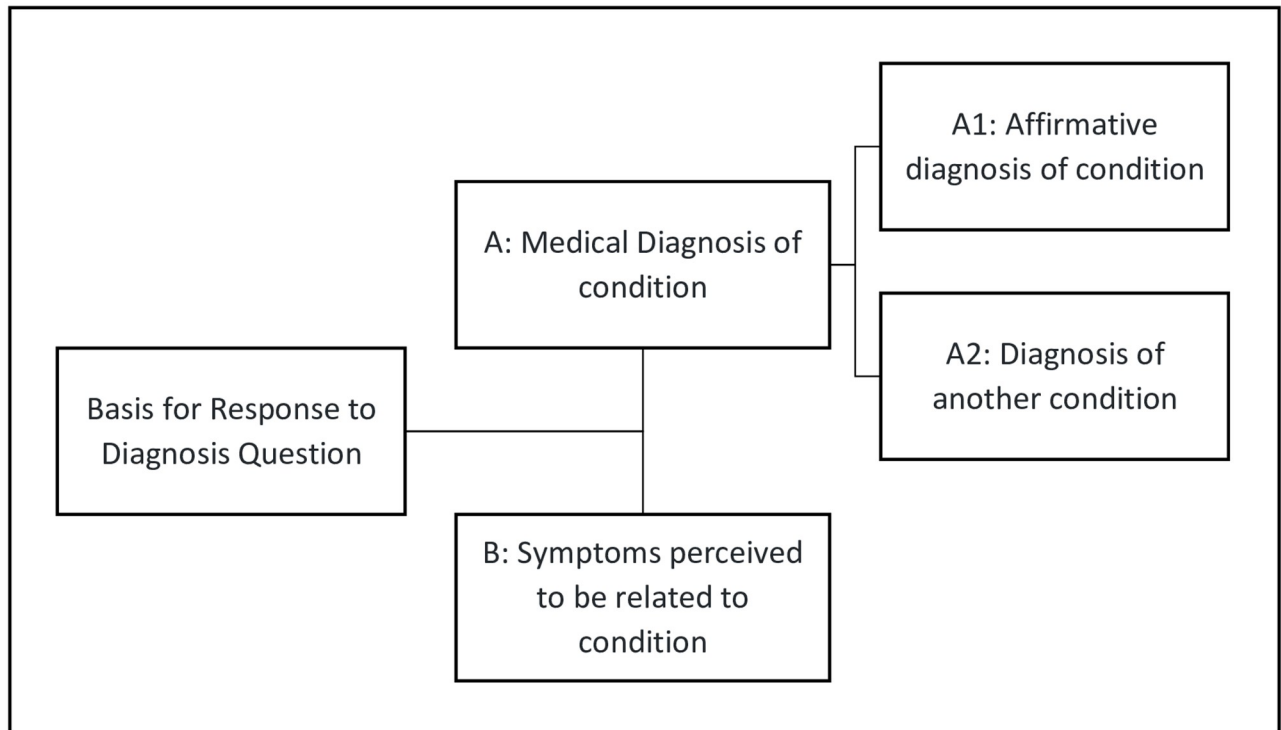 A1: Affirmative
diagnosis of condition
A: Medical Diagnosis of
condition
A2: Diagnosis of
another condition
Basis for Response to
Diagnosis Question
B: Symptoms perceived
to be related to
condition